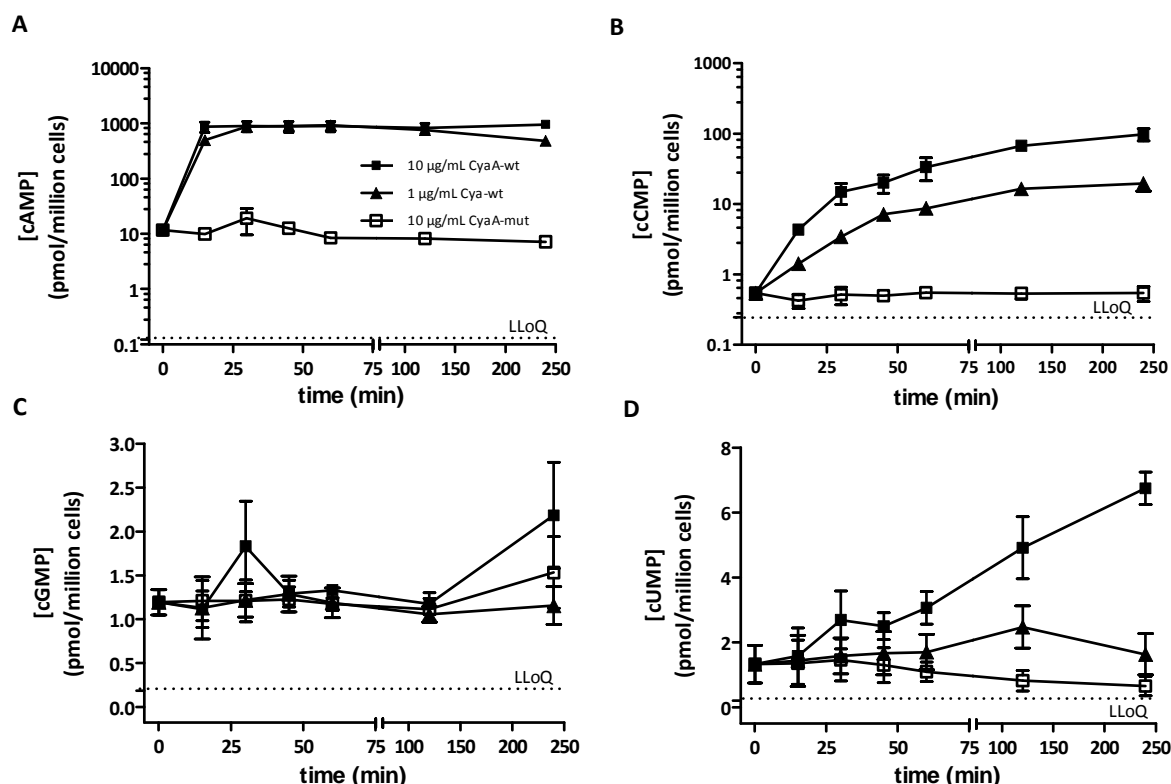 A
[cAMP]
(pmol/million cells)
10000
1000
100
10
1
0.1
10 µg/mL CyaA-wt
1 µg/mL Cya-wt
10 µg/mL CyaA-mut
LLoQ
0 25 50 75 100 150 200 250
time (min)
B
[cCMP]
(pmol/million cells)
1000
100
10
1
0.1
LLoQ
0 25 50 75 100 150 200 250
time (min)
C
[cGMP]
(pmol/million cells)
3.0
2.5
2.0
1.5
1.0
0.5
0.0
LLoQ
0 25 50 75 100 150 200 250
time (min)
D
[cUMP]
(pmol/million cells)
8
6
4
2
0
LLoQ
0 25 50 75 100 150 200 250
time (min)